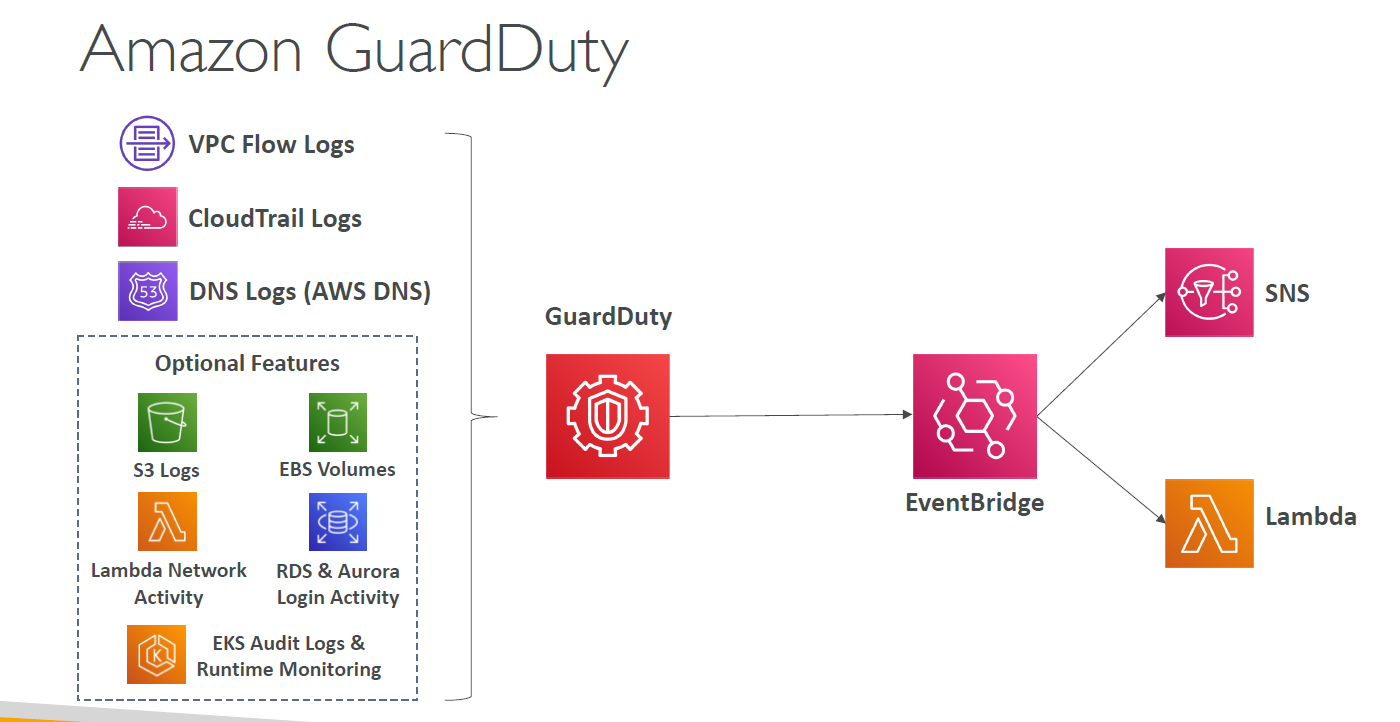 Amazon GuardDuty
VPC Flow Logs
CloudTrail Logs
53
DNS Logs (AWS DNS)
Optional Features
S3 Logs
EBS Volumes
Lambda Network
Activity
RDS & Aurora
Login Activity
K
EKS Audit Logs &
Runtime Monitoring
GuardDuty
EventBridge
SNS
Lambda